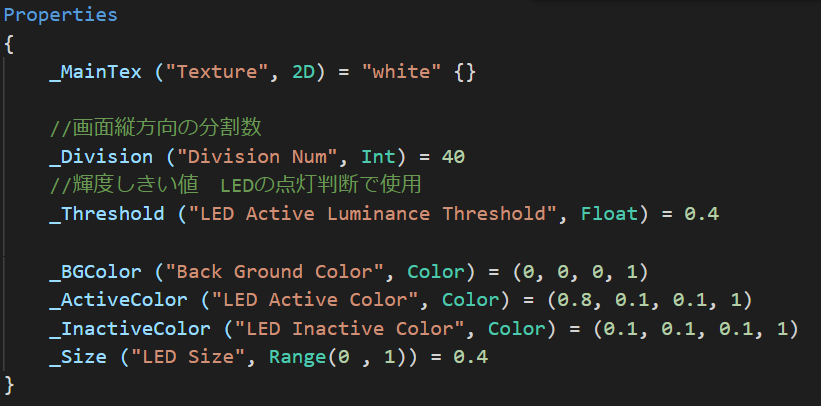 Properties
{
_MainTex ("Texture", 2D) = "white" {}
//画面縦方向の分割数
_Division ("Division Num", Int) = 40
//輝度しきい値　LEDの点灯判断で使用
_Threshold ("LED Active Luminance Threshold", Float) = 0.4
_BGColor ("Back Ground Color", Color) = (0, 0, 0, 1)
_ActiveColor ("LED Active Color", Color) = (0.8, 0.1, 0.1, 1)
_InactiveColor ("LED Inactive Color", Color) = (0.1, 0.1, 0.1, 1)
_Size ("LED Size", Range(0 , 1)) = 0.4
}